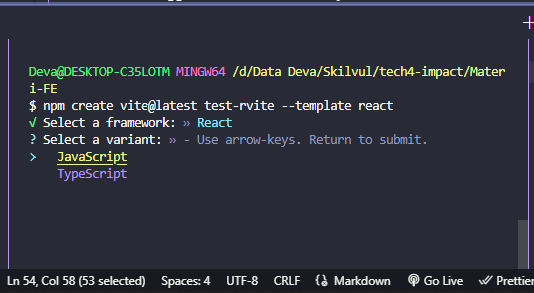 Deva@DESKTOP-C35LOTM MINGW64 /d/Data Deva/Skilvul/tech4-impact/Mater
i-FE
$ npm create vite@latest test-rvite --template react
√ Select a framework: » React
? Select a variant: » - Use arrow-keys. Return to submit.
> JavaScript
TypeScript
Ln 54, Col 58 (53 selected) Spaces: 4 UTF-8 CRLF Markdown Go Live Prettier